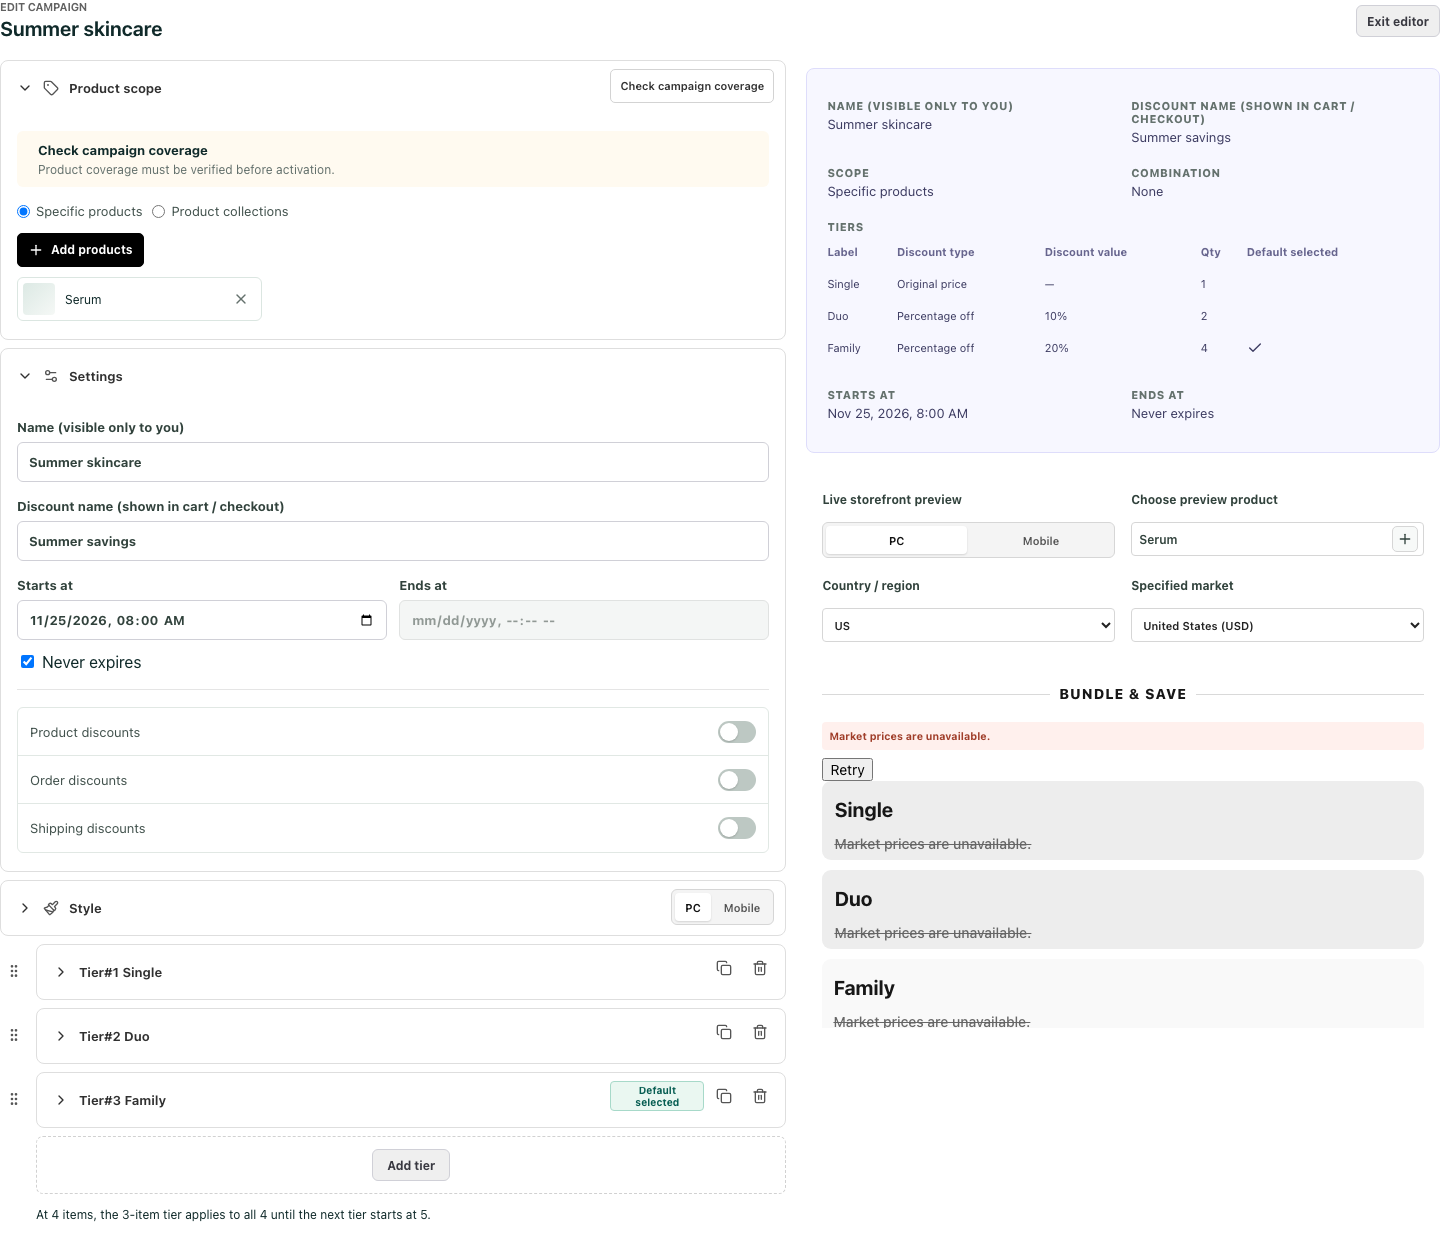 EDIT CAMPAIGN
Summer skincare
Exit editor
Product scope
Check campaign coverage
Check campaign coverage
Product coverage must be verified before activation.
Specific products
Product collections
Add products
Serum
Settings
Name (visible only to you)
Summer skincare
Discount name (shown in cart / checkout)
Summer savings
Starts at
Ends at
11/25/2026, 08:00 AM
mm/dd/yyyy, --:-- --
Never expires
Product discounts
Order discounts
Shipping discounts
Style
PC
Mobile
Tier#1 Single
Tier#2 Duo
Tier#3 Family
Default
selected
Add tier
At 4 items, the 3-item tier applies to all 4 until the next tier starts at 5.
NAME (VISIBLE ONLY TO YOU)
Summer skincare
DISCOUNT NAME (SHOWN IN CART /
CHECKOUT)
Summer savings
SCOPE
Specific products
COMBINATION
None
TIERS
Label Discount type Discount value Qty Default selected
Single Original price — 1
Duo Percentage off 10% 2
Family Percentage off 20% 4
STARTS AT
Nov 25, 2026, 8:00 AM
ENDS AT
Never expires
Live storefront preview
PC
Mobile
Choose preview product
Serum
Country / region
US
Specified market
United States (USD)
BUNDLE & SAVE
Market prices are unavailable.
Retry
Single
Market prices are unavailable.
Duo
Market prices are unavailable.
Family
Market prices are unavailable.